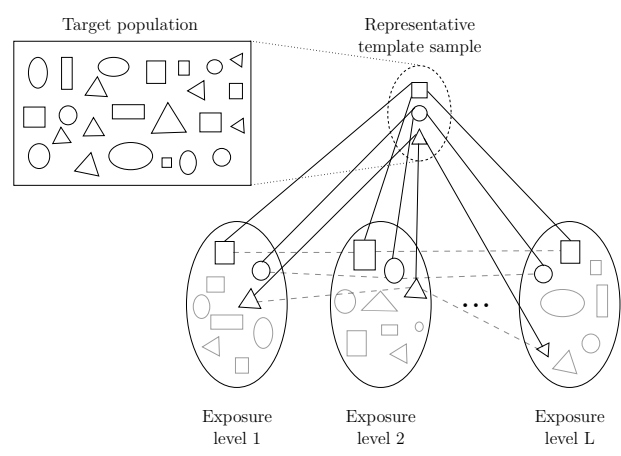 Target population
Representative
template sample
...
Exposure
level 1
Exposure
level 2
Exposure
level L